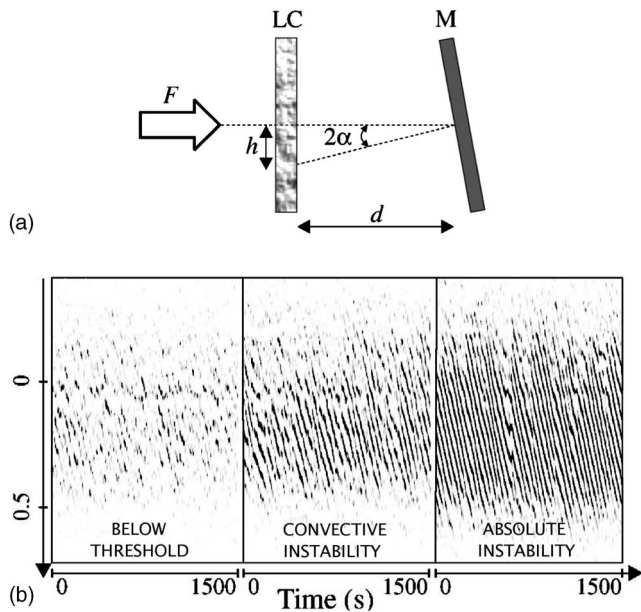 LC
M
F
h
2α
d
(a)
0
0.5
BELOW
THRESHOLD
CONVECTIVE
INSTABILITY
ABSOLUTE
INSTABILITY
0 1500 0 1500 0 1500
(b)
Time (s)